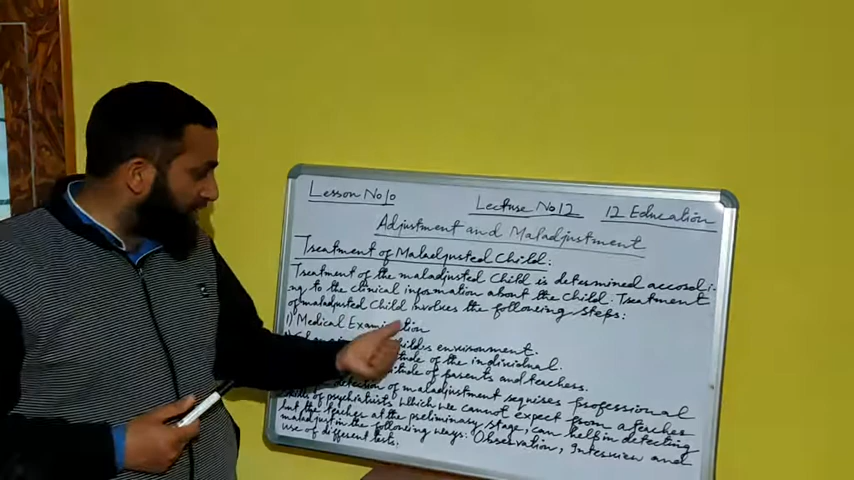 Lesson No 10 Lecture No.12 12 Education
Adjustment and Maladjustment
Treatment of Maladjusted Child:
Treatment of the maladjusted child is determined accord-
ng to the clinical information about the child. Treatment
of maladjusted Child involves the following steps:
1) Medical Examination
childes environment.
of the individual.
of parents and teachers
detection of maladjustment requires professional
of psychiatrists which we cannot expect from a teacher
but the teacher at the preliminary stage, can help in detecting
maladjust in the following ways: Observation, Interview and
use of different tests.